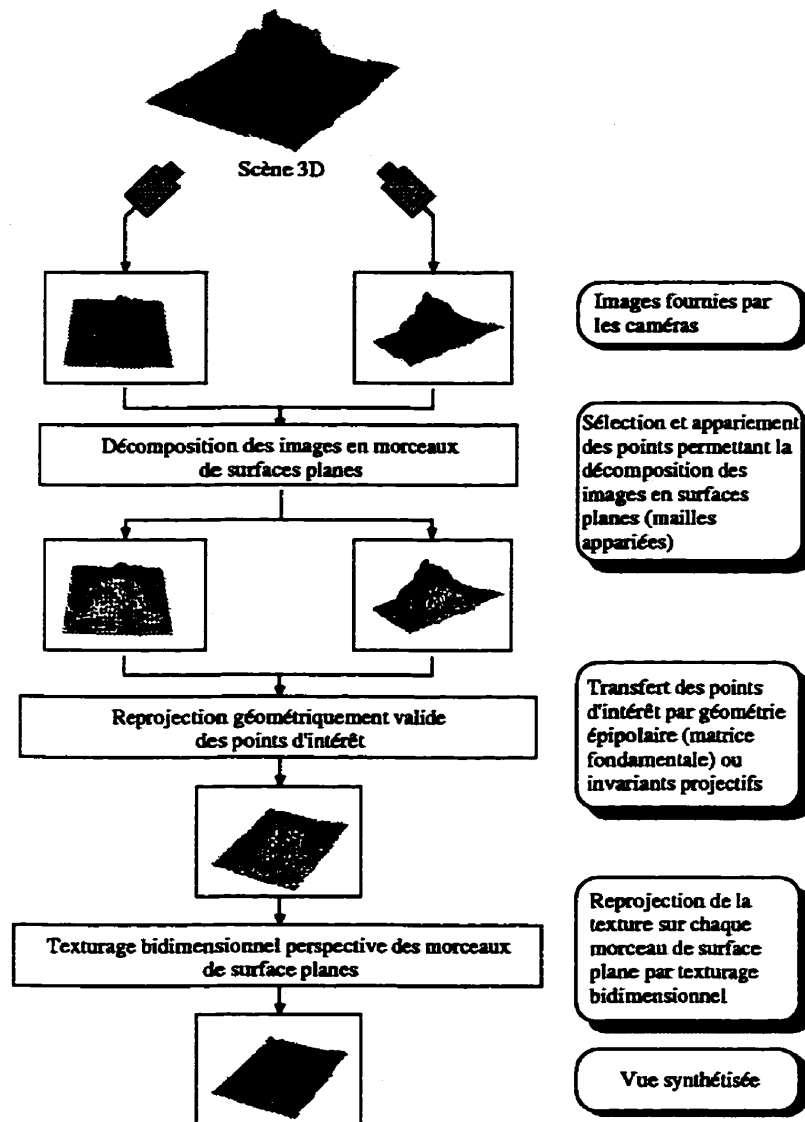 Scène 3D
Images fournies par
les caméras
Décomposition des images en morceaux
de surfaces planes
Sélection et appariement
des points permettant la
décomposition des
images en surfaces
planes (mailles
appariées)
Reprojection géométriquement valide
des points d'intérêt
Transfert des points
d'intérêt par géométrie
épipolaire (matrice
fondamentale) ou
invariants projectifs
Texturage bidimensionnel perspective des morceaux
de surface planes
Reprojection de la
texture sur chaque
morceau de surface
plane par texturage
bidimensionnel
Vue synthétisée